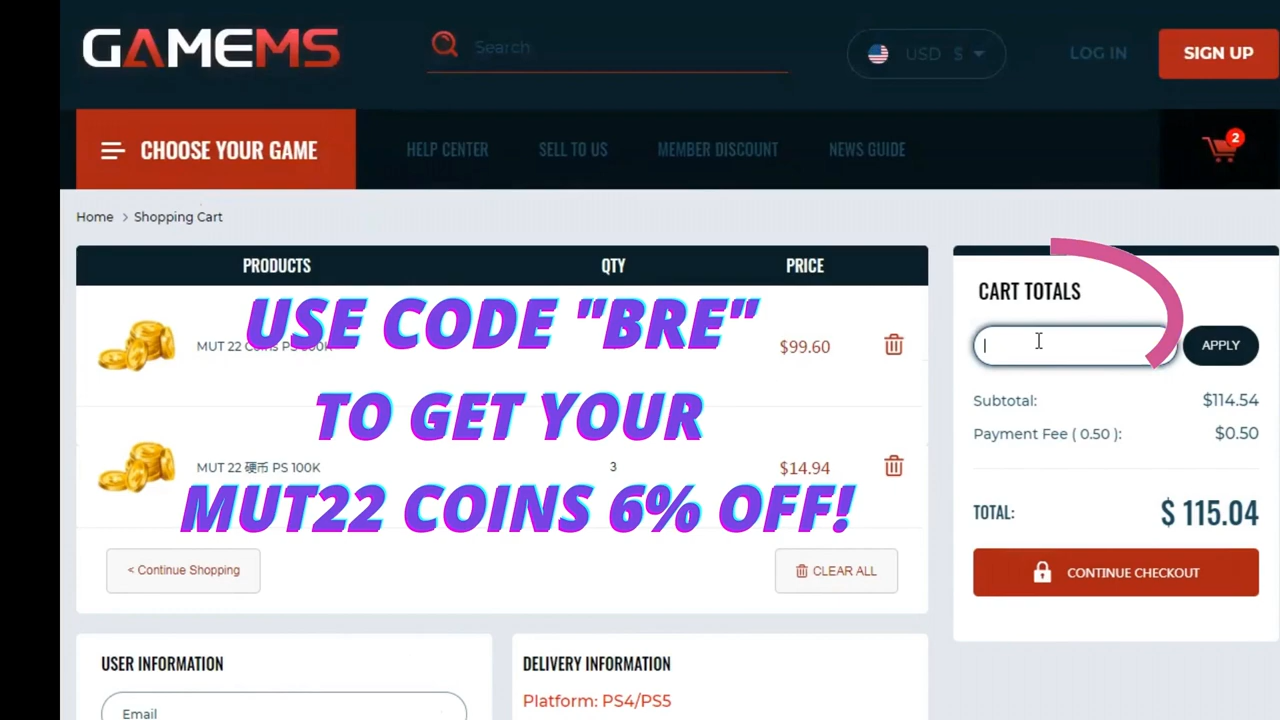 GAMEMS
Search
USD $
LOG IN
SIGN UP
CHOOSE YOUR GAME
HELP CENTER
SELL TO US
MEMBER DISCOUNT
NEWS GUIDE
2
Home > Shopping Cart
PRODUCTS QTY PRICE
USE CODE "BRE"
TO GET YOUR
MUT22 COINS 6% OFF!
MUT 22 Coins PS
$99.60
MUT 22 硬币 PS 100K
3
$14.94
< Continue Shopping
CLEAR ALL
CART TOTALS
APPLY
Subtotal: $114.54
Payment Fee ( 0.50 ): $0.50
TOTAL: $ 115.04
CONTINUE CHECKOUT
USER INFORMATION
Email
DELIVERY INFORMATION
Platform: PS4/PS5